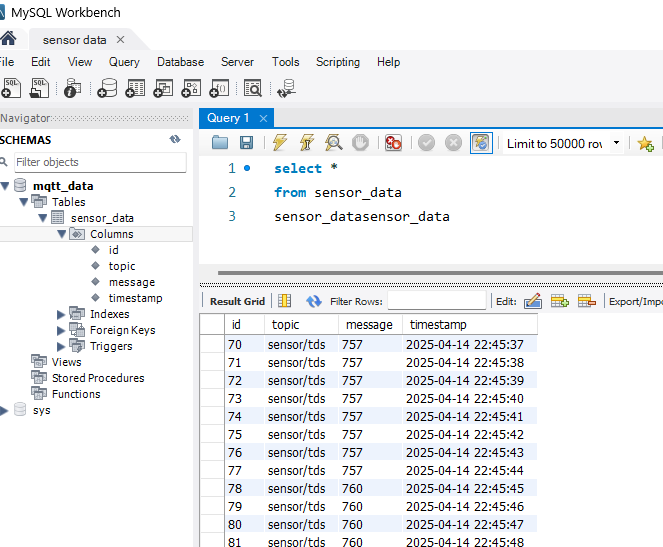 MySQL Workbench
sensor data
File Edit View Query Database Server Tools Scripting Help
Navigator
SCHEMAS
Filter objects
mqtt_data
Tables
sensor_data
Columns
id
topic
message
timestamp
Indexes
Foreign Keys
Triggers
Views
Stored Procedures
Functions
sys
Query 1
Limit to 50000 rov
1 select *
2 from sensor_data
3 sensor_datasensor_data
Result Grid Filter Rows: Edit: Export/Impo
id topic message timestamp
70 sensor/tds 757 2025-04-14 22:45:37
71 sensor/tds 757 2025-04-14 22:45:38
72 sensor/tds 757 2025-04-14 22:45:39
73 sensor/tds 757 2025-04-14 22:45:40
74 sensor/tds 757 2025-04-14 22:45:41
75 sensor/tds 757 2025-04-14 22:45:42
76 sensor/tds 757 2025-04-14 22:45:43
77 sensor/tds 757 2025-04-14 22:45:44
78 sensor/tds 760 2025-04-14 22:45:45
79 sensor/tds 760 2025-04-14 22:45:46
80 sensor/tds 760 2025-04-14 22:45:47
81 sensor/tds 760 2025-04-14 22:45:48